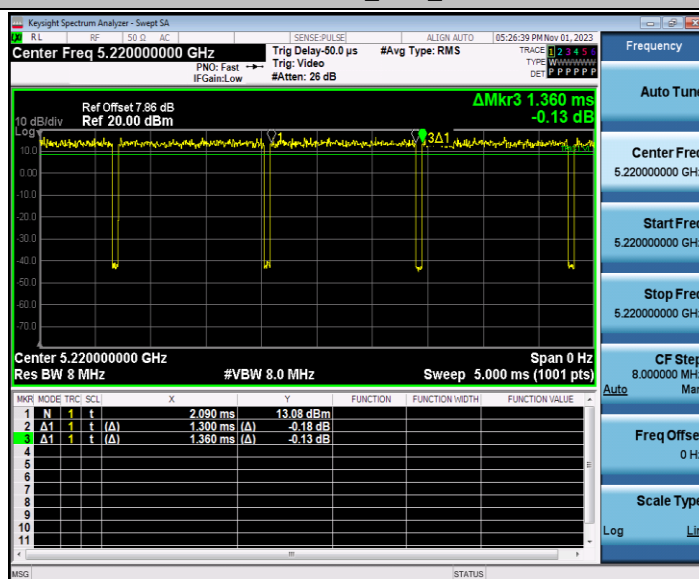 Keysight Spectrum Analyzer - Swept SA
RL RF 50 Ω AC SENSE:PULSE ALIGN AUTO 05:26:39 PM Nov 01, 2023
Center Freq 5.220000000 GHz
PNO: Fast
IFGain:Low
Trig Delay-50.0 µs
Trig: Video
#Atten: 26 dB
#Avg Type: RMS
TRACE 1 2 3 4 5 6
TYPE WWWWWW
DET P P P P P P
Frequency
Auto Tune
Center Freq
5.220000000 GHz
Start Freq
5.220000000 GHz
Stop Freq
5.220000000 GHz
CF Step
8.000000 MHz
Auto Man
Freq Offset
0 Hz
Scale Type
Log Lin
Ref Offset 7.86 dB
10 dB/div Ref 20.00 dBm
ΔMkr3 1.360 ms
-0.13 dB
Log
10.0
0.00
-10.0
-20.0
-30.0
-40.0
-50.0
-60.0
-70.0
1
3Δ1
Center 5.220000000 GHz Span 0 Hz
Res BW 8 MHz #VBW 8.0 MHz Sweep 5.000 ms (1001 pts)
MKR MODE TRC SCL X Y FUNCTION FUNCTION WIDTH FUNCTION VALUE
1 N 1 t 2.090 ms 13.08 dBm
2 Δ1 1 t (Δ) 1.300 ms (Δ) -0.18 dB
3 Δ1 1 t (Δ) 1.360 ms (Δ) -0.13 dB
4
5
6
7
8
9
10
11
MSG STATUS